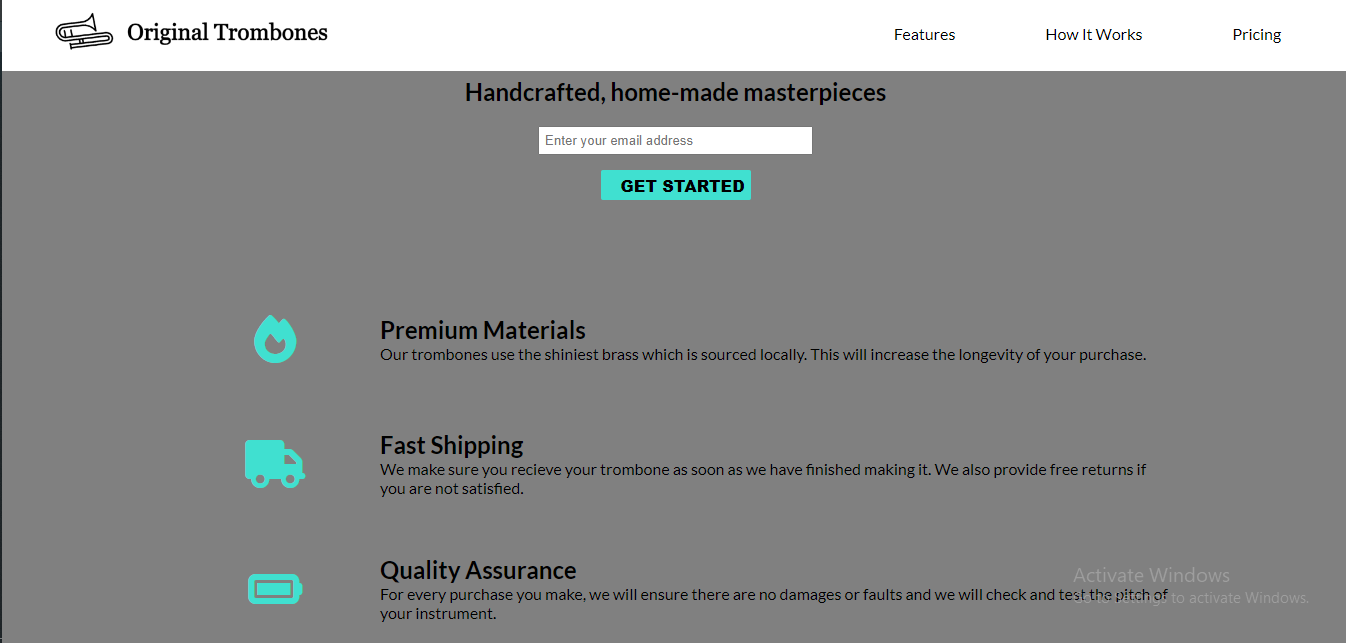 Original Trombones
Features
How It Works
Pricing
Handcrafted, home-made masterpieces
Enter your email address
GET STARTED
Premium Materials
Our trombones use the shiniest brass which is sourced locally. This will increase the longevity of your purchase.
Fast Shipping
We make sure you recieve your trombone as soon as we have finished making it. We also provide free returns if
you are not satisfied.
Quality Assurance
For every purchase you make, we will ensure there are no damages or faults and we will check and test the pitch of
your instrument.
Activate Windows
Go to Settings to activate Windows.